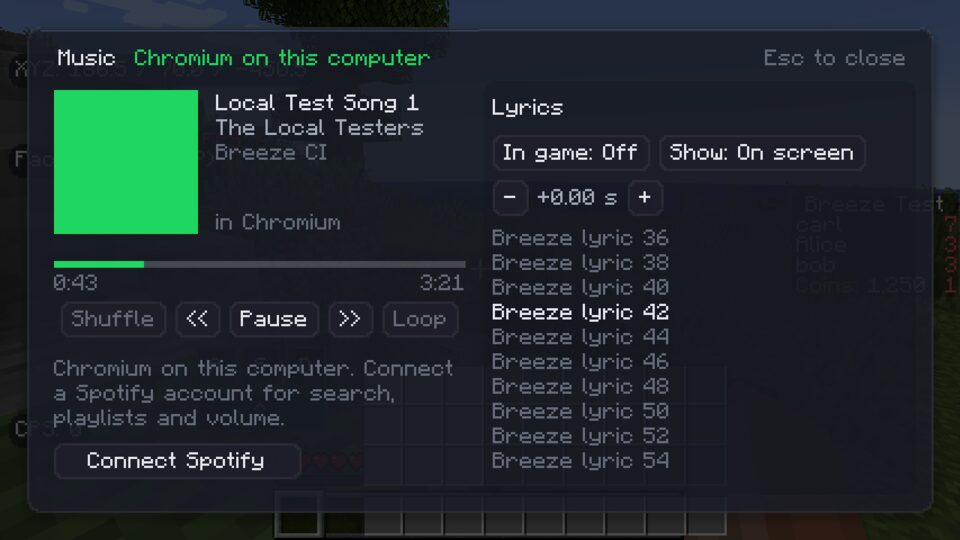 Music Chromium on this computer
Esc to close
Local Test Song 1
The Local Testers
Breeze CI
in Chromium
0:43
3:21
Shuffle << Pause >> Loop
Chromium on this computer. Connect
a Spotify account for search,
playlists and volume.
Connect Spotify
Lyrics
In game: Off Show: On screen
- +0.00 s +
Breeze lyric 36
Breeze lyric 38
Breeze lyric 40
Breeze lyric 42
Breeze lyric 44
Breeze lyric 46
Breeze lyric 48
Breeze lyric 50
Breeze lyric 52
Breeze lyric 54
Breeze Test
carl 7
Alice 3
bob 3
Coins: 1,250 1